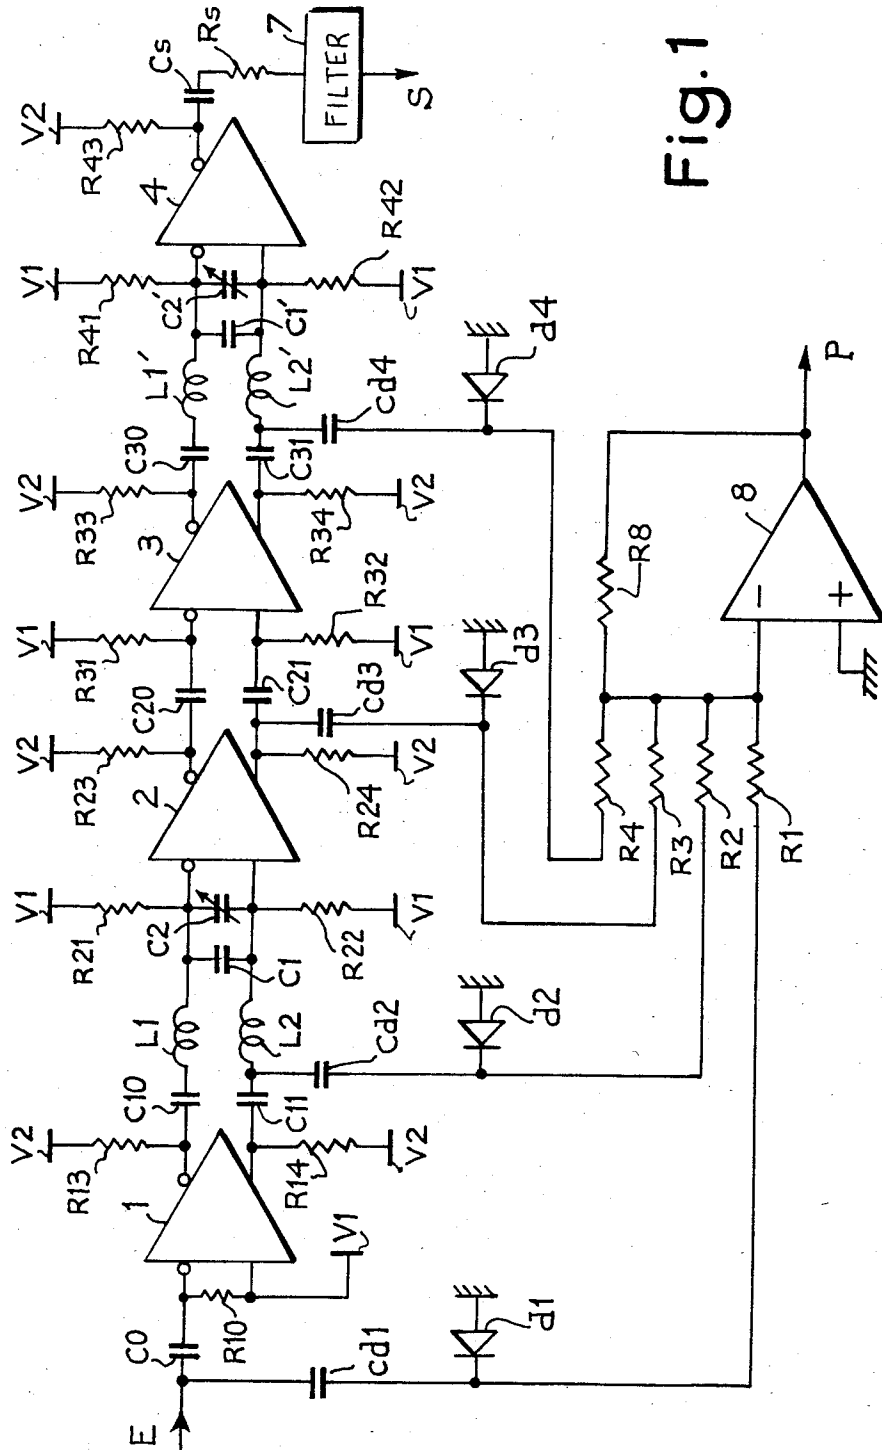 E
C0
R10
V1
cd1
d1
1
V2
R13
R14
V2
C10
C11
L1
L2
Cd2
d2
C1
C2
V1
R21
R22
V1
2
V2
R23
R24
V2
C20
C21
Cd3
d3
V1
R31
R32
V1
3
V2
R33
R34
V2
C30
C31
L1'
L2'
Cd4
d4
C1'
C2'
V1
R41
R42
V1
4
V2
R43
Cs
Rs
7
FILTER
S
R4
R3
R2
R1
R8
8
−
+
P
Fig.1